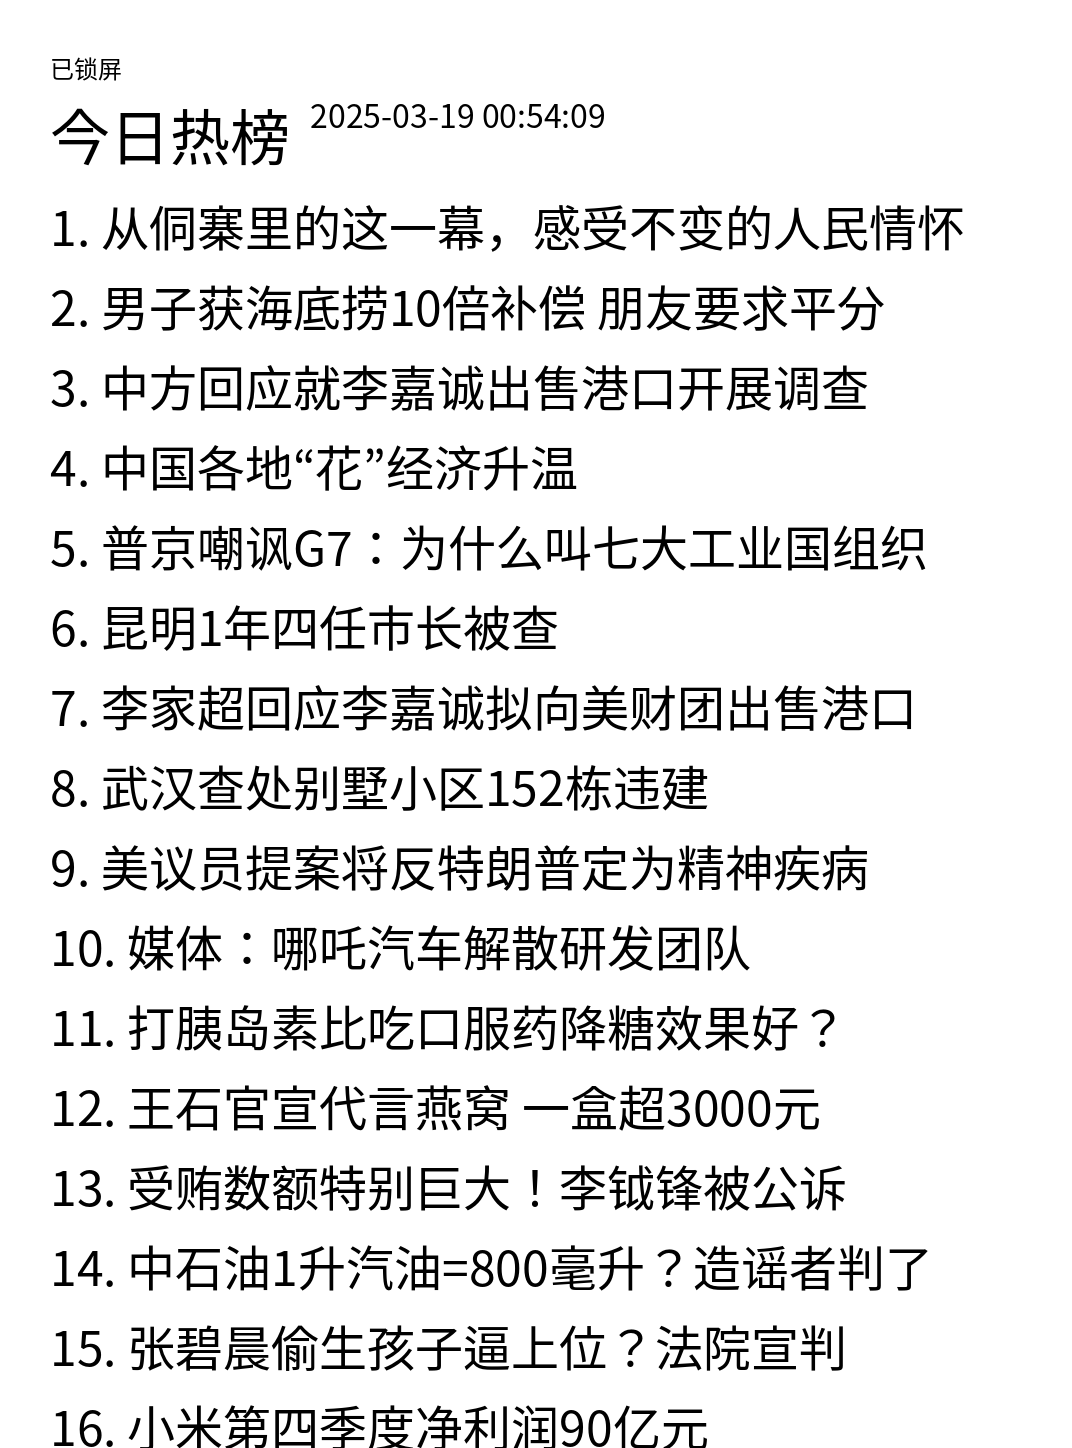 已锁屏
今日热榜 2025-03-19 00:54:09
1. 从侗寨里的这一幕，感受不变的人民情怀
2. 男子获海底捞10倍补偿 朋友要求平分
3. 中方回应就李嘉诚出售港口开展调查
4. 中国各地“花”经济升温
5. 普京嘲讽G7：为什么叫七大工业国组织
6. 昆明1年四任市长被查
7. 李家超回应李嘉诚拟向美财团出售港口
8. 武汉查处别墅小区152栋违建
9. 美议员提案将反特朗普定为精神疾病
10. 媒体：哪吒汽车解散研发团队
11. 打胰岛素比吃口服药降糖效果好？
12. 王石官宣代言燕窝 一盒超3000元
13. 受贿数额特别巨大！李钺锋被公诉
14. 中石油1升汽油=800毫升？造谣者判了
15. 张碧晨偷生孩子逼上位？法院宣判
16. 小米第四季度净利润90亿元